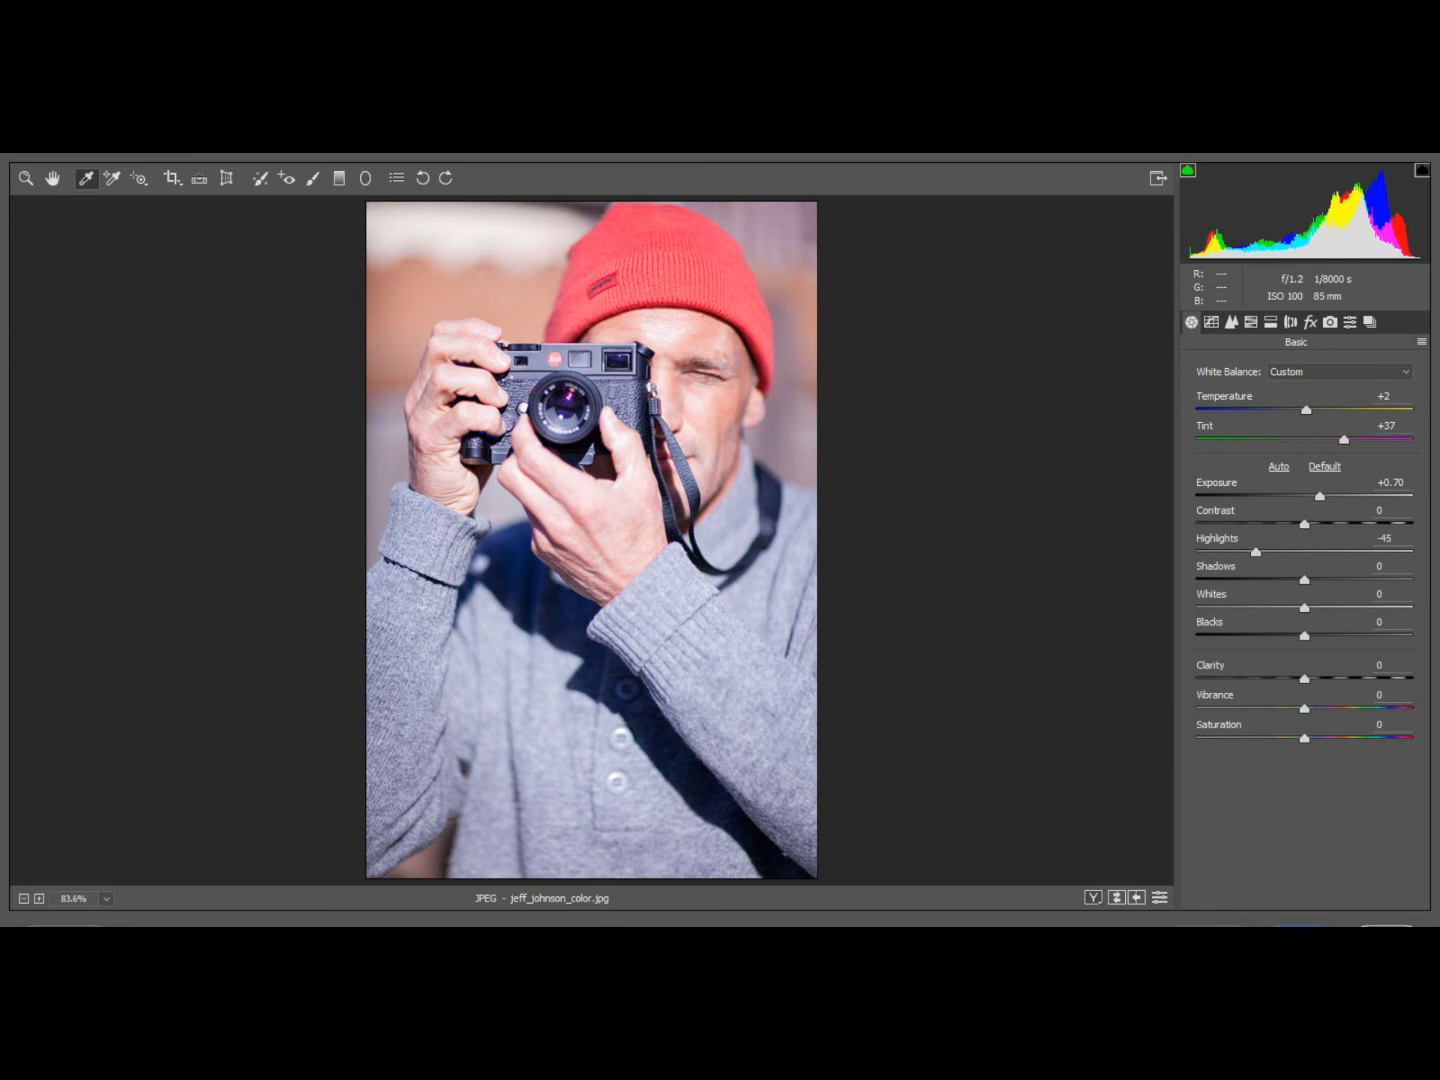 R: ---
G: ---
B: ---
f/1.2 1/8000 s
ISO 100 85 mm
fx
Basic
White Balance: Custom
Temperature +2
Tint +37
Auto Default
Exposure +0.70
Contrast 0
Highlights -45
Shadows 0
Whites 0
Blacks 0
Clarity 0
Vibrance 0
Saturation 0
83.6%
JPEG - jeff_johnson_color.jpg
Y